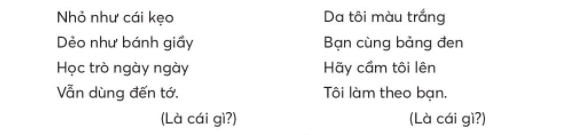 Nhỏ như cái kẹo
Dẻo như bánh giầy
Học trò ngày ngày
Vẫn dùng đến tớ.
(Là cái gì?)
Da tôi màu trắng
Bạn cùng bảng đen
Hãy cầm tôi lên
Tôi làm theo bạn.
(Là cái gì?)